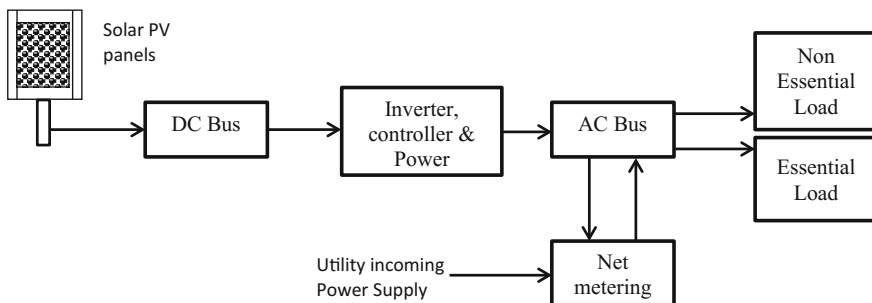 Solar PV
panels
DC Bus
Inverter,
controller &
Power
AC Bus
Non
Essential
Load
Essential
Load
Utility incoming
Power Supply
Net
metering